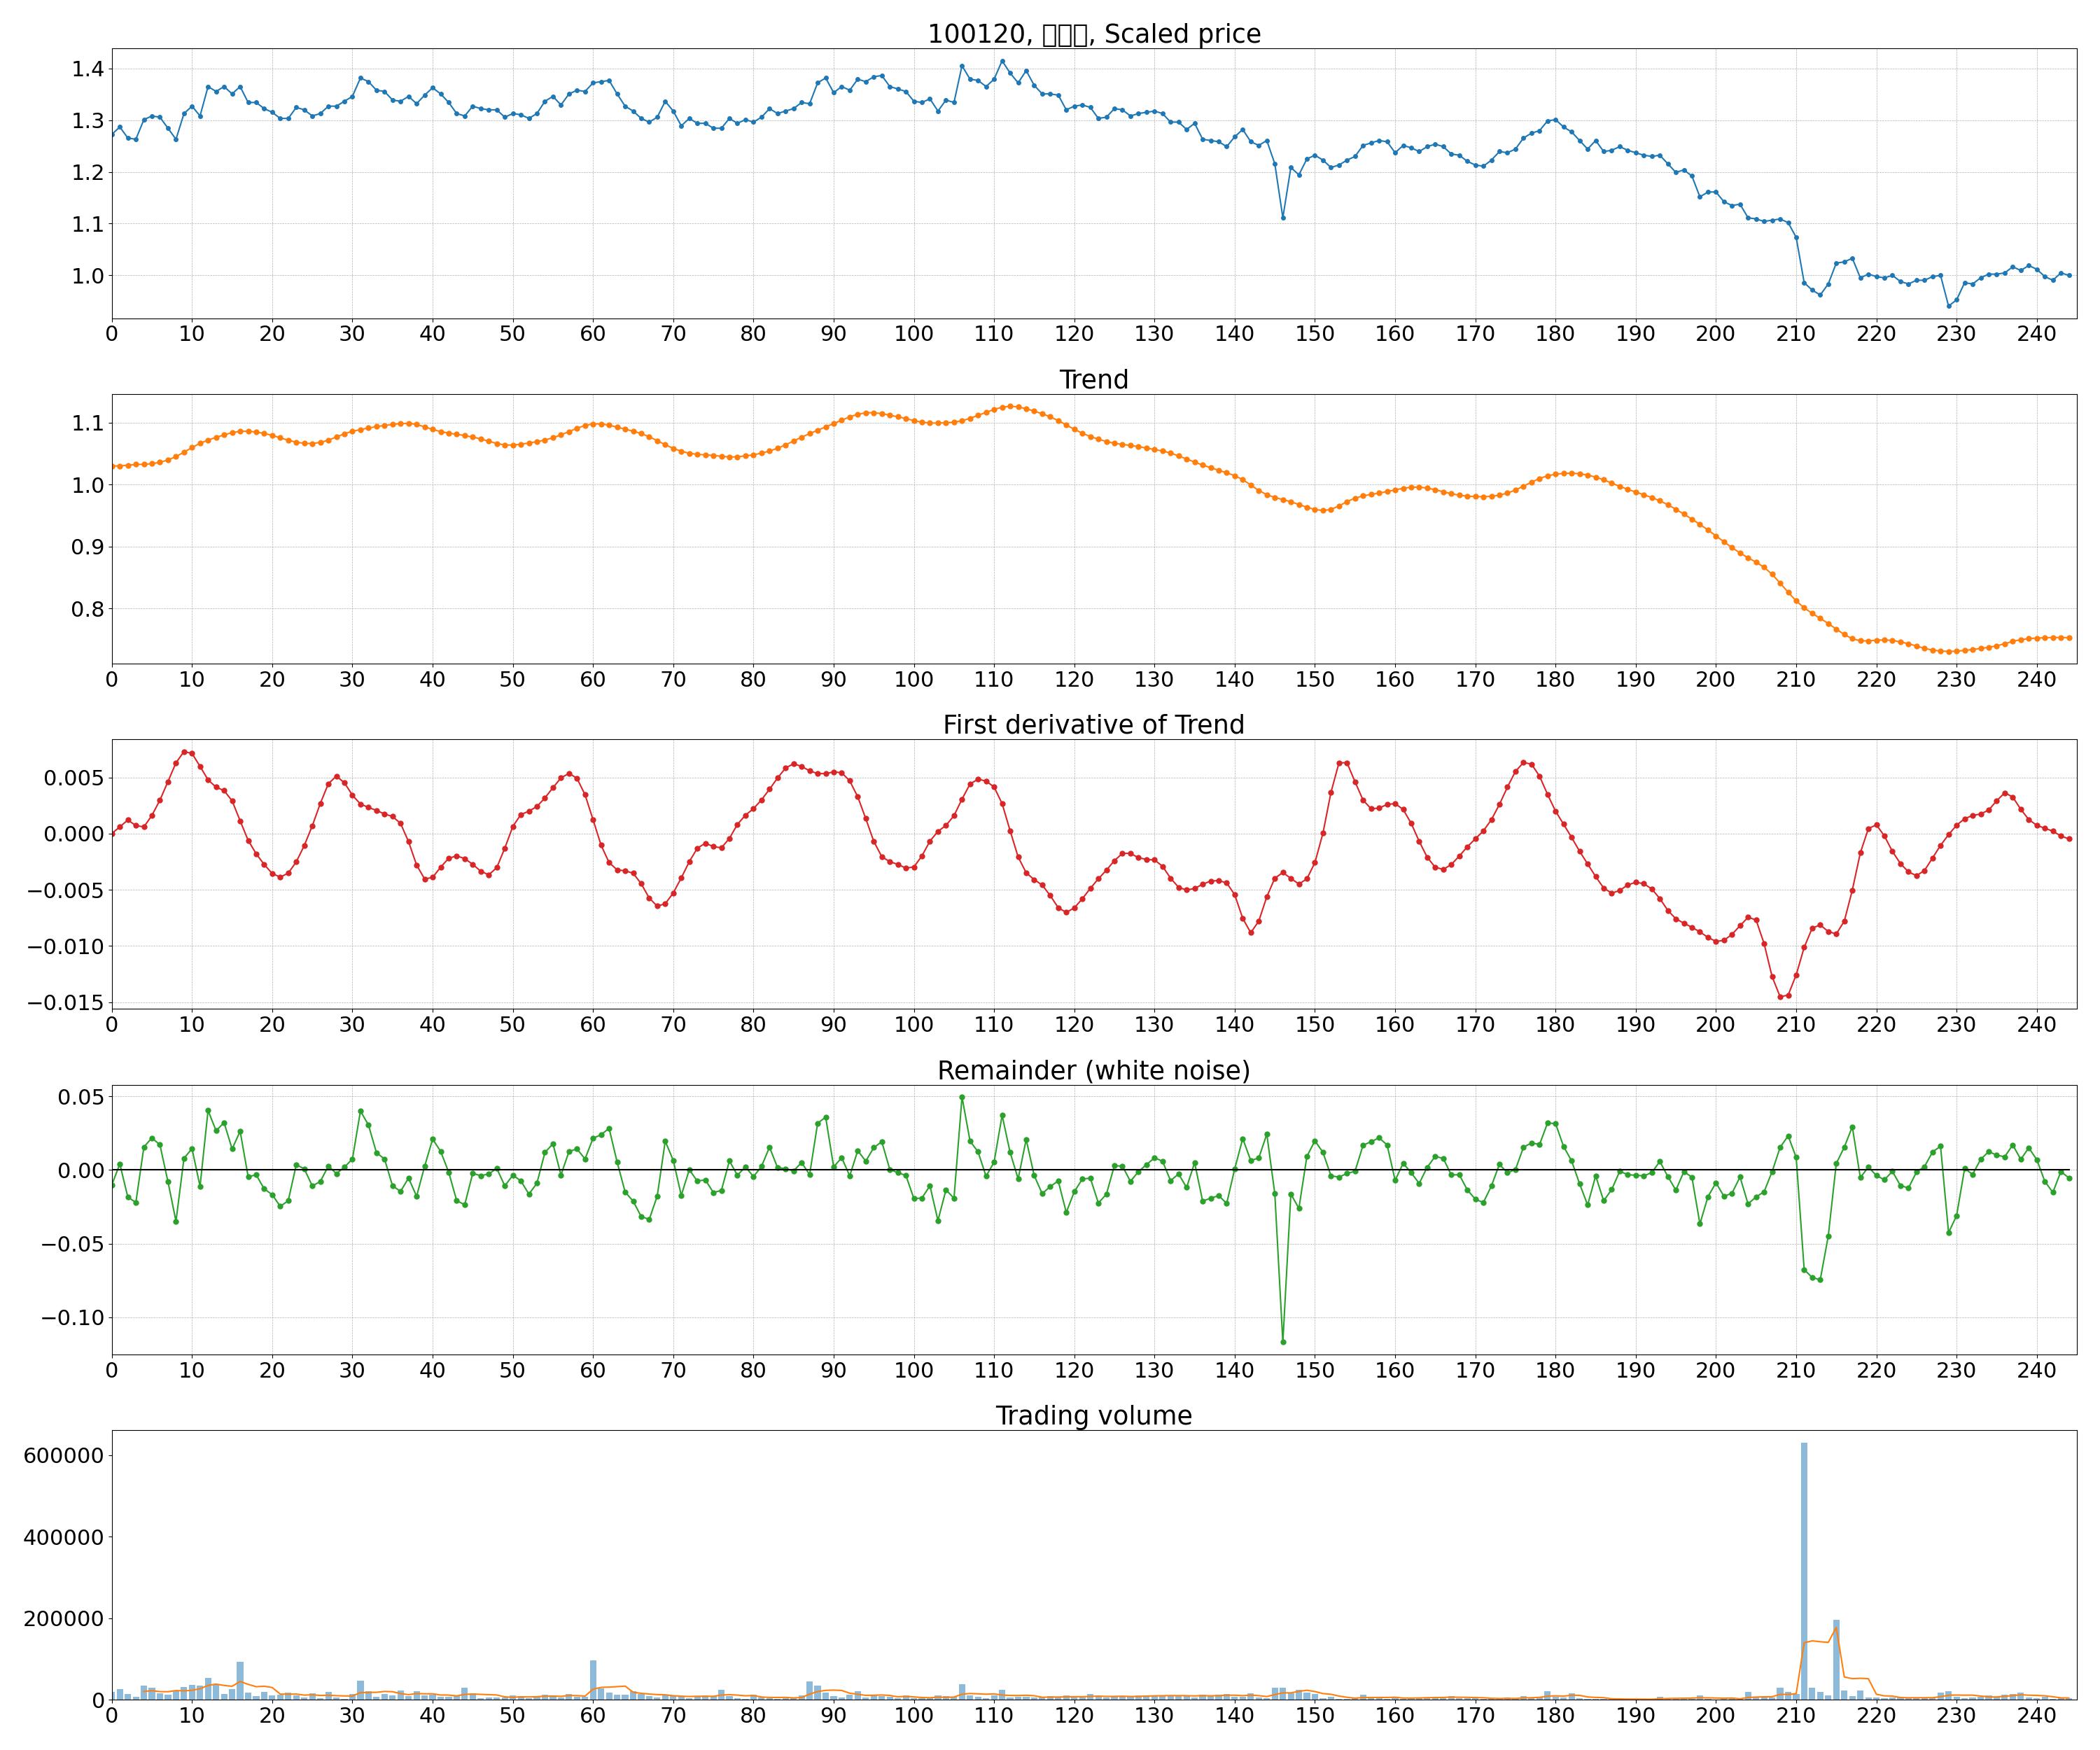 100120, □□□, Scaled price
1.4
1.3
1.2
1.1
1.0
0 10 20 30 40 50 60 70 80 90 100 110 120 130 140 150 160 170 180 190 200 210 220 230 240
Trend
1.1
1.0
0.9
0.8
0 10 20 30 40 50 60 70 80 90 100 110 120 130 140 150 160 170 180 190 200 210 220 230 240
First derivative of Trend
0.005
0.000
−0.005
−0.010
−0.015
0 10 20 30 40 50 60 70 80 90 100 110 120 130 140 150 160 170 180 190 200 210 220 230 240
Remainder (white noise)
0.05
0.00
−0.05
−0.10
0 10 20 30 40 50 60 70 80 90 100 110 120 130 140 150 160 170 180 190 200 210 220 230 240
Trading volume
600000
400000
200000
0
0 10 20 30 40 50 60 70 80 90 100 110 120 130 140 150 160 170 180 190 200 210 220 230 240